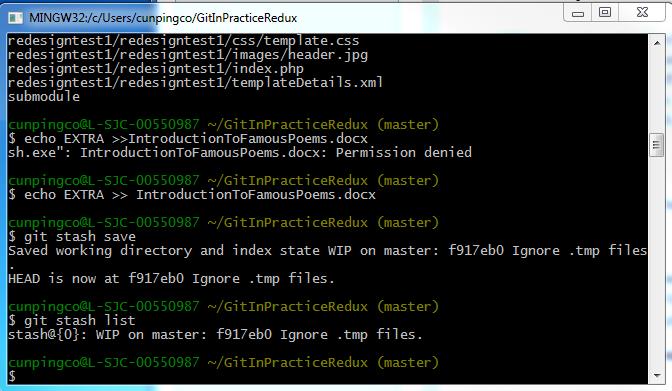 MINGW32:/c/Users/cunpingco/GitInPracticeRedux
redesigntest1/redesigntest1/css/template.css
redesigntest1/redesigntest1/images/header.jpg
redesigntest1/redesigntest1/index.php
redesigntest1/redesigntest1/templateDetails.xml
submodule
cunpingco@L-SJC-00550987 ~/GitInPracticeRedux (master)
$ echo EXTRA >>IntroductionToFamousPoems.docx
sh.exe": IntroductionToFamousPoems.docx: Permission denied
cunpingco@L-SJC-00550987 ~/GitInPracticeRedux (master)
$ echo EXTRA >> IntroductionToFamousPoems.docx
cunpingco@L-SJC-00550987 ~/GitInPracticeRedux (master)
$ git stash save
Saved working directory and index state WIP on master: f917eb0 Ignore .tmp files
.
HEAD is now at f917eb0 Ignore .tmp files.
cunpingco@L-SJC-00550987 ~/GitInPracticeRedux (master)
$ git stash list
stash@{0}: WIP on master: f917eb0 Ignore .tmp files.
cunpingco@L-SJC-00550987 ~/GitInPracticeRedux (master)
$